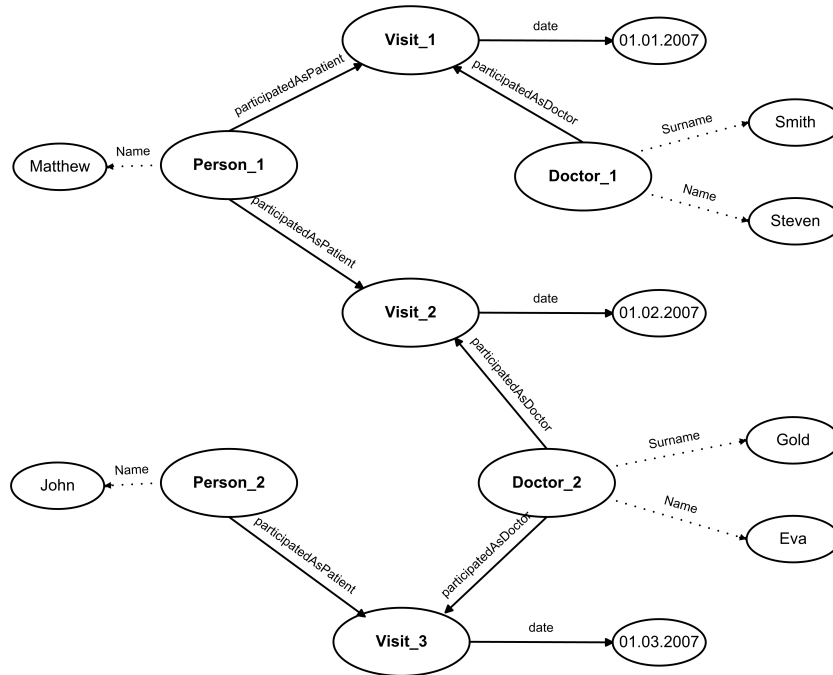 Visit_1
date
01.01.2007
participatedAsPatient
participatedAsDoctor
Matthew
Name
Person_1
Doctor_1
Surname
Smith
Name
Steven
participatedAsPatient
Visit_2
date
01.02.2007
participatedAsDoctor
John
Name
Person_2
Doctor_2
Surname
Gold
Name
Eva
participatedAsPatient
participatedAsDoctor
Visit_3
date
01.03.2007